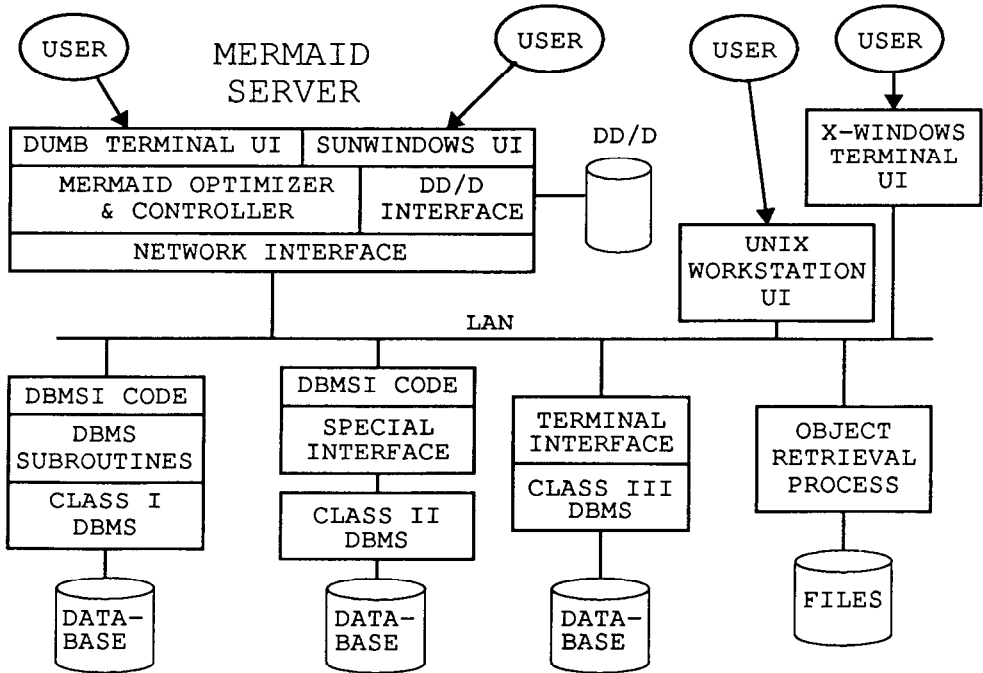 USER
USER
USER
USER
MERMAID
SERVER
DUMB TERMINAL UI
SUNWINDOWS UI
MERMAID OPTIMIZER
& CONTROLLER
DD/D
INTERFACE
NETWORK INTERFACE
DD/D
X-WINDOWS
TERMINAL
UI
UNIX
WORKSTATION
UI
LAN
DBMSI CODE
DBMS
SUBROUTINES
CLASS I
DBMS
DATA-
BASE
DBMSI CODE
SPECIAL
INTERFACE
CLASS II
DBMS
DATA-
BASE
TERMINAL
INTERFACE
CLASS III
DBMS
DATA-
BASE
OBJECT
RETRIEVAL
PROCESS
FILES